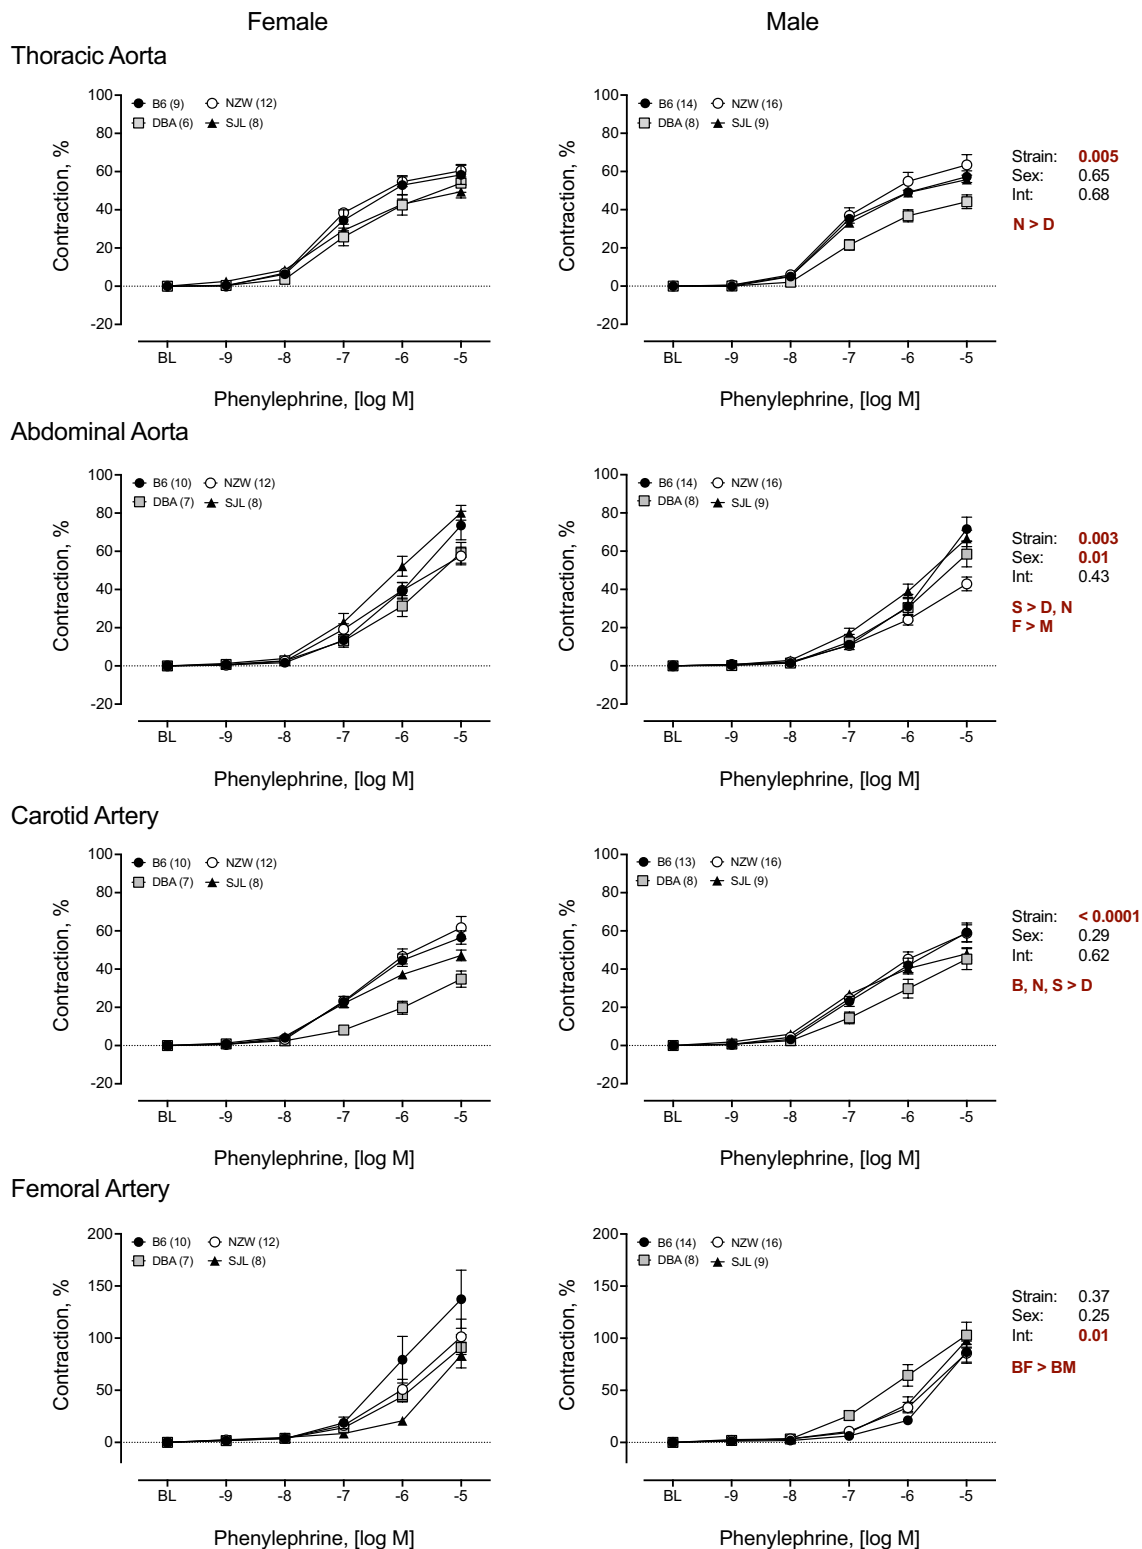 Female Male
Thoracic Aorta
100 80 60 40 20 0 -20
Contraction, %
B6 (9) NZW (12)
DBA (6) SJL (8)
BL -9 -8 -7 -6 -5
Phenylephrine, [log M]
100 80 60 40 20 0 -20
Contraction, %
B6 (14) NZW (16)
DBA (8) SJL (9)
BL -9 -8 -7 -6 -5
Phenylephrine, [log M]
Strain: 0.005
Sex: 0.65
Int: 0.68
N > D
Abdominal Aorta
100 80 60 40 20 0 -20
Contraction, %
B6 (10) NZW (12)
DBA (7) SJL (8)
BL -9 -8 -7 -6 -5
Phenylephrine, [log M]
100 80 60 40 20 0 -20
Contraction, %
B6 (14) NZW (16)
DBA (8) SJL (9)
BL -9 -8 -7 -6 -5
Phenylephrine, [log M]
Strain: 0.003
Sex: 0.01
Int: 0.43
S > D, N
F > M
Carotid Artery
100 80 60 40 20 0 -20
Contraction, %
B6 (10) NZW (12)
DBA (7) SJL (8)
BL -9 -8 -7 -6 -5
Phenylephrine, [log M]
100 80 60 40 20 0 -20
Contraction, %
B6 (13) NZW (16)
DBA (8) SJL (9)
BL -9 -8 -7 -6 -5
Phenylephrine, [log M]
Strain: < 0.0001
Sex: 0.29
Int: 0.62
B, N, S > D
Femoral Artery
200 150 100 50 0
Contraction, %
B6 (10) NZW (12)
DBA (7) SJL (8)
BL -9 -8 -7 -6 -5
Phenylephrine, [log M]
200 150 100 50 0
Contraction, %
B6 (14) NZW (16)
DBA (8) SJL (9)
BL -9 -8 -7 -6 -5
Phenylephrine, [log M]
Strain: 0.37
Sex: 0.25
Int: 0.01
BF > BM